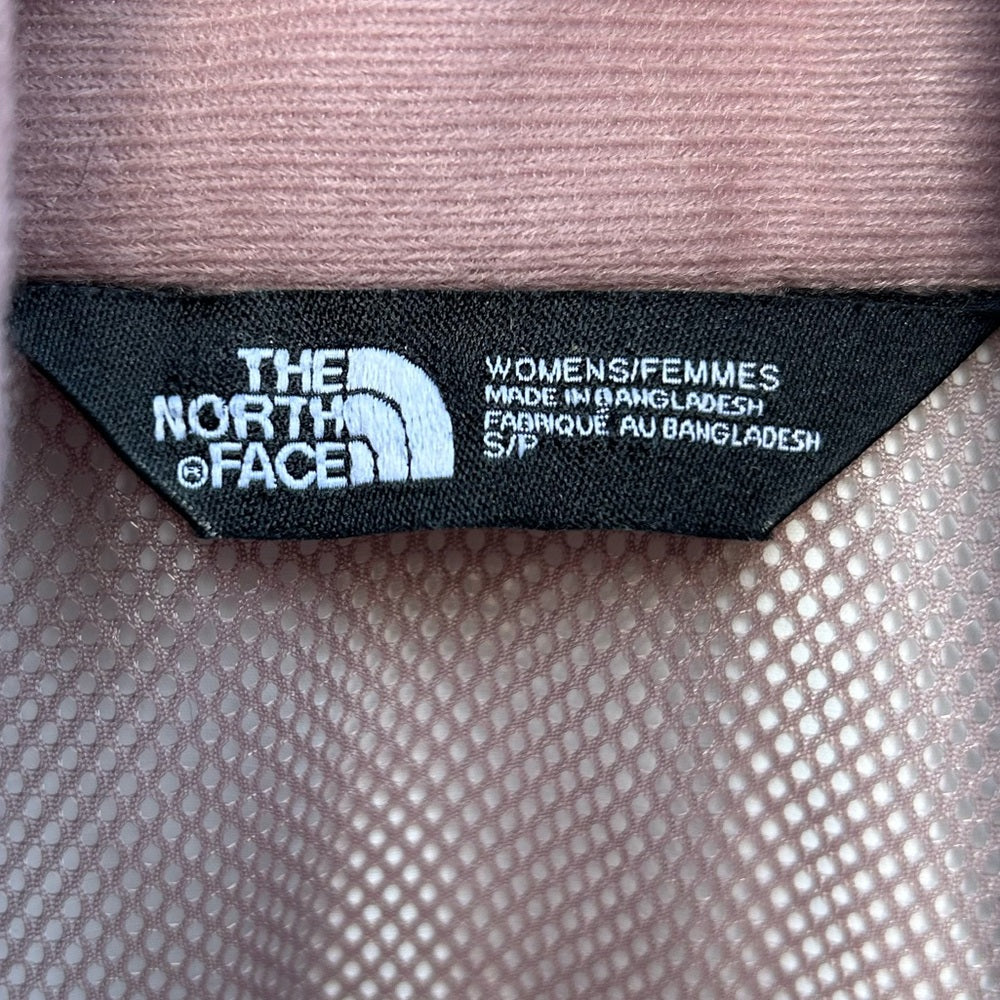 THE
NORTH
®FACE
WOMENS/FEMMES
MADE IN BANGLADESH
FABRIQUÉ AU BANGLADESH
S/P